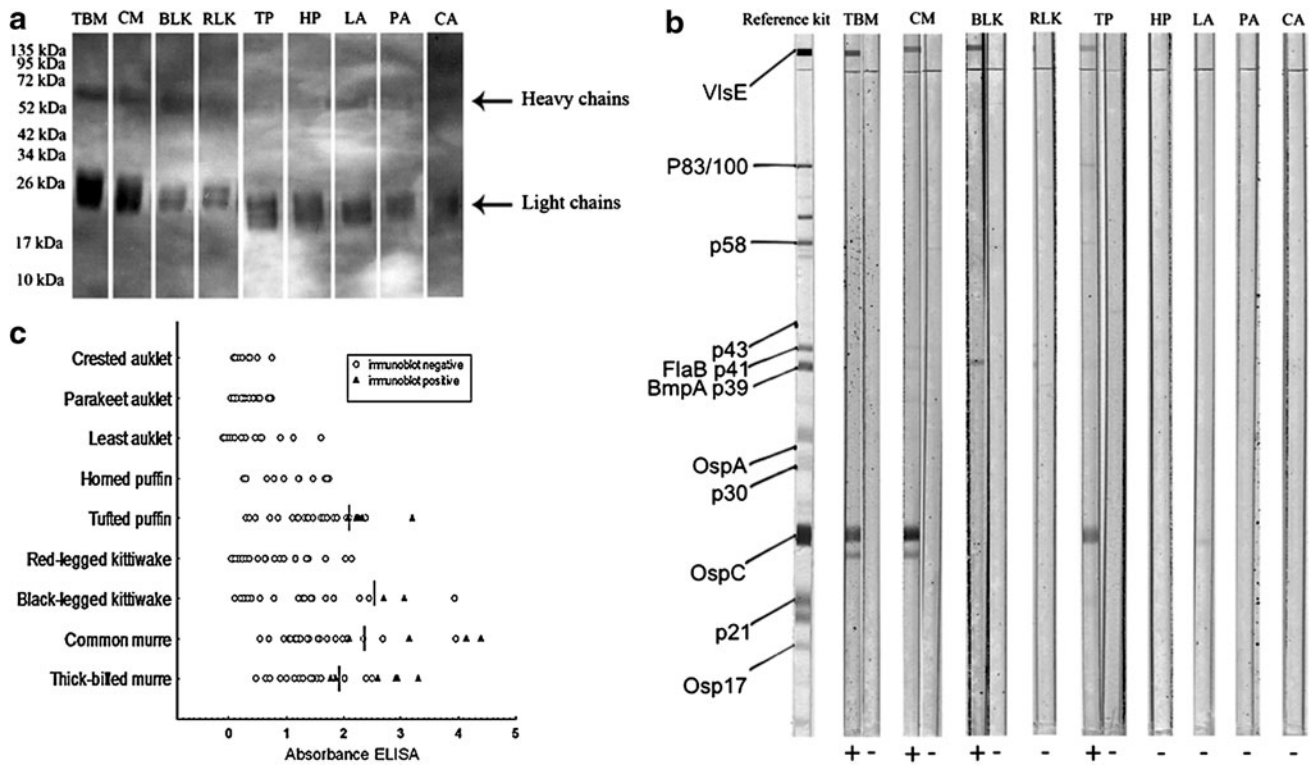 a
TBM CM BLK RLK TP HP LA PA CA
135 kDa
95 kDa
72 kDa
52 kDa
42 kDa
34 kDa
26 kDa
17 kDa
10 kDa
Heavy chains
Light chains
b
Reference kit TBM CM BLK RLK TP HP LA PA CA
VlsE
P83/100
p58
p43
FlaB p41
BmpA p39
OspA
p30
OspC
p21
Osp17
+ - + - + - - + - - - - -
c
immunoblot negative
immunoblot positive
Crested auklet
Parakeet auklet
Least auklet
Horned puffin
Tufted puffin
Red-legged kittiwake
Black-legged kittiwake
Common murre
Thick-billed murre
0 1 2 3 4 5
Absorbance ELISA